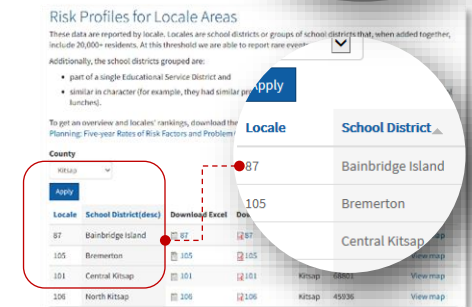 Risk Profiles for Locale Areas
These data are reported by locale. Locales are school districts or groups of school districts that, when added together,
include 20,000+ residents. At this threshold we are able to report rare event
Additionally, the school districts grouped are:
• part of a single Educational Service District and
• similar in character (for example, they had similar pr
lunches).
To get an overview and locales' rankings, download the
Planning: Five-year Rates of Risk Factors and Problem
County
Kitsap
Apply
Locale School District(desc) Download Excel Dow
87 Bainbridge Island 87 87
105 Bremerton 105 105
101 Central Kitsap 101 101 Kitsap 68801 View map
106 North Kitsap 106 106 Kitsap 45936 View map
Apply
Locale School District
87 Bainbridge Island
105 Bremerton
Central Kitsap
map
View map